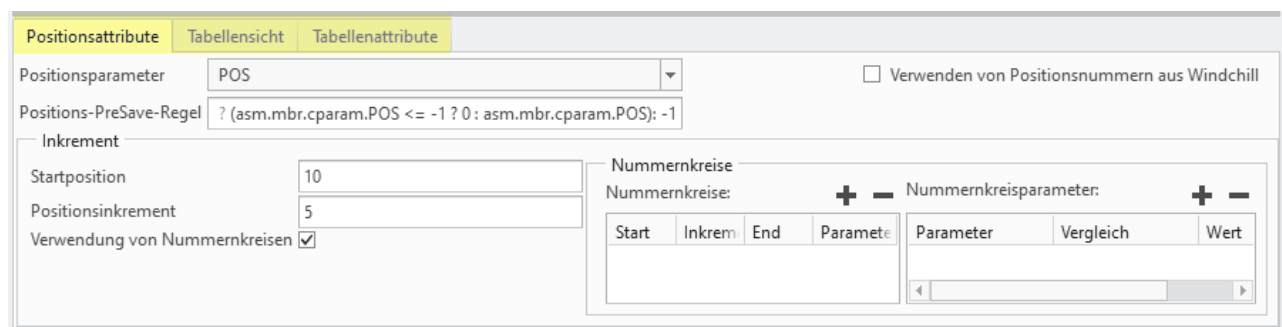 Positionsattribute Tabellensicht Tabellenattribute
Positionsparameter POS Verwenden von Positionsnummern aus Windchill
Positions-PreSave-Regel ? (asm.mbr.cparam.POS <= -1 ? 0 : asm.mbr.cparam.POS): -1
Inkrement
Nummernkreise
Startposition 10
Nummernkreise: Nummernkreisparameter:
Positionsinkrement 5
Verwendung von Nummernkreisen
Start Inkrem End Paramete Parameter Vergleich Wert